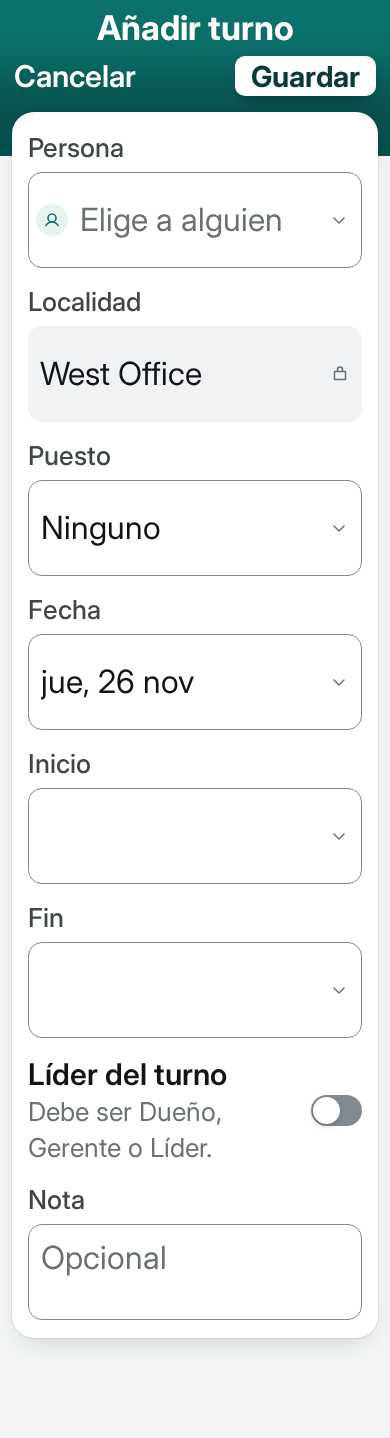 Añadir turno
Cancelar
Guardar
Persona
Elige a alguien
Localidad
West Office
Puesto
Ninguno
Fecha
jue, 26 nov
Inicio
Fin
Líder del turno
Debe ser Dueño,
Gerente o Líder.
Nota
Opcional